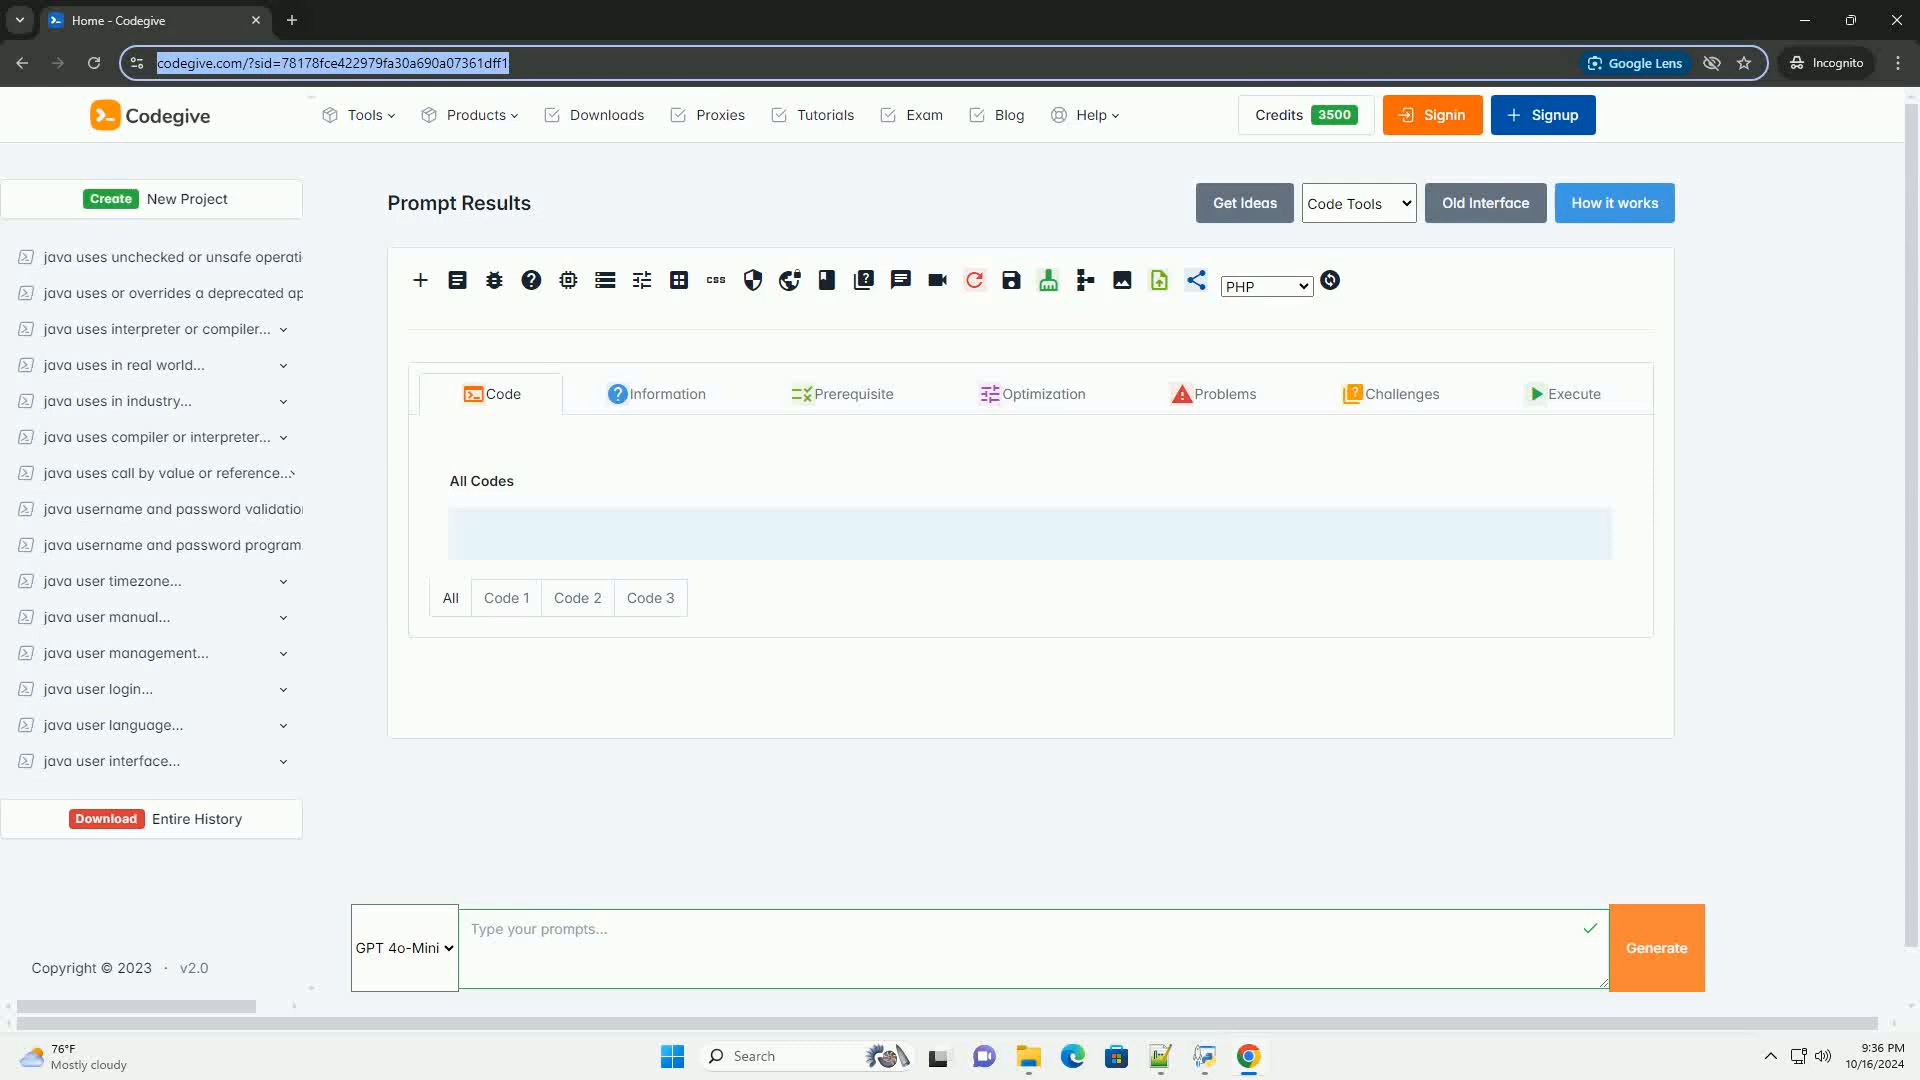 Home - Codegive
codegive.com/?sid=78178fce422979fa30a690a07361dff1
Google Lens
Incognito
Codegive
Tools
Products
Downloads
Proxies
Tutorials
Exam
Blog
Help
Credits 3500
Signin
Signup
Create New Project
Prompt Results
Get Ideas
Code Tools
Old Interface
How it works
java uses unchecked or unsafe operati
java uses or overrides a deprecated ap
java uses interpreter or compiler...
java uses in real world...
java uses in industry...
java uses compiler or interpreter...
java uses call by value or reference...
java username and password validation
java username and password program
java user timezone...
java user manual...
java user management...
java user login...
java user language...
java user interface...
Download Entire History
css
PHP
Code
Information
Prerequisite
Optimization
Problems
Challenges
Execute
All Codes
All
Code 1
Code 2
Code 3
GPT 4o-Mini
Type your prompts...
Generate
Copyright © 2023 · v2.0
76°F
Mostly cloudy
Search
9:36 PM
10/16/2024